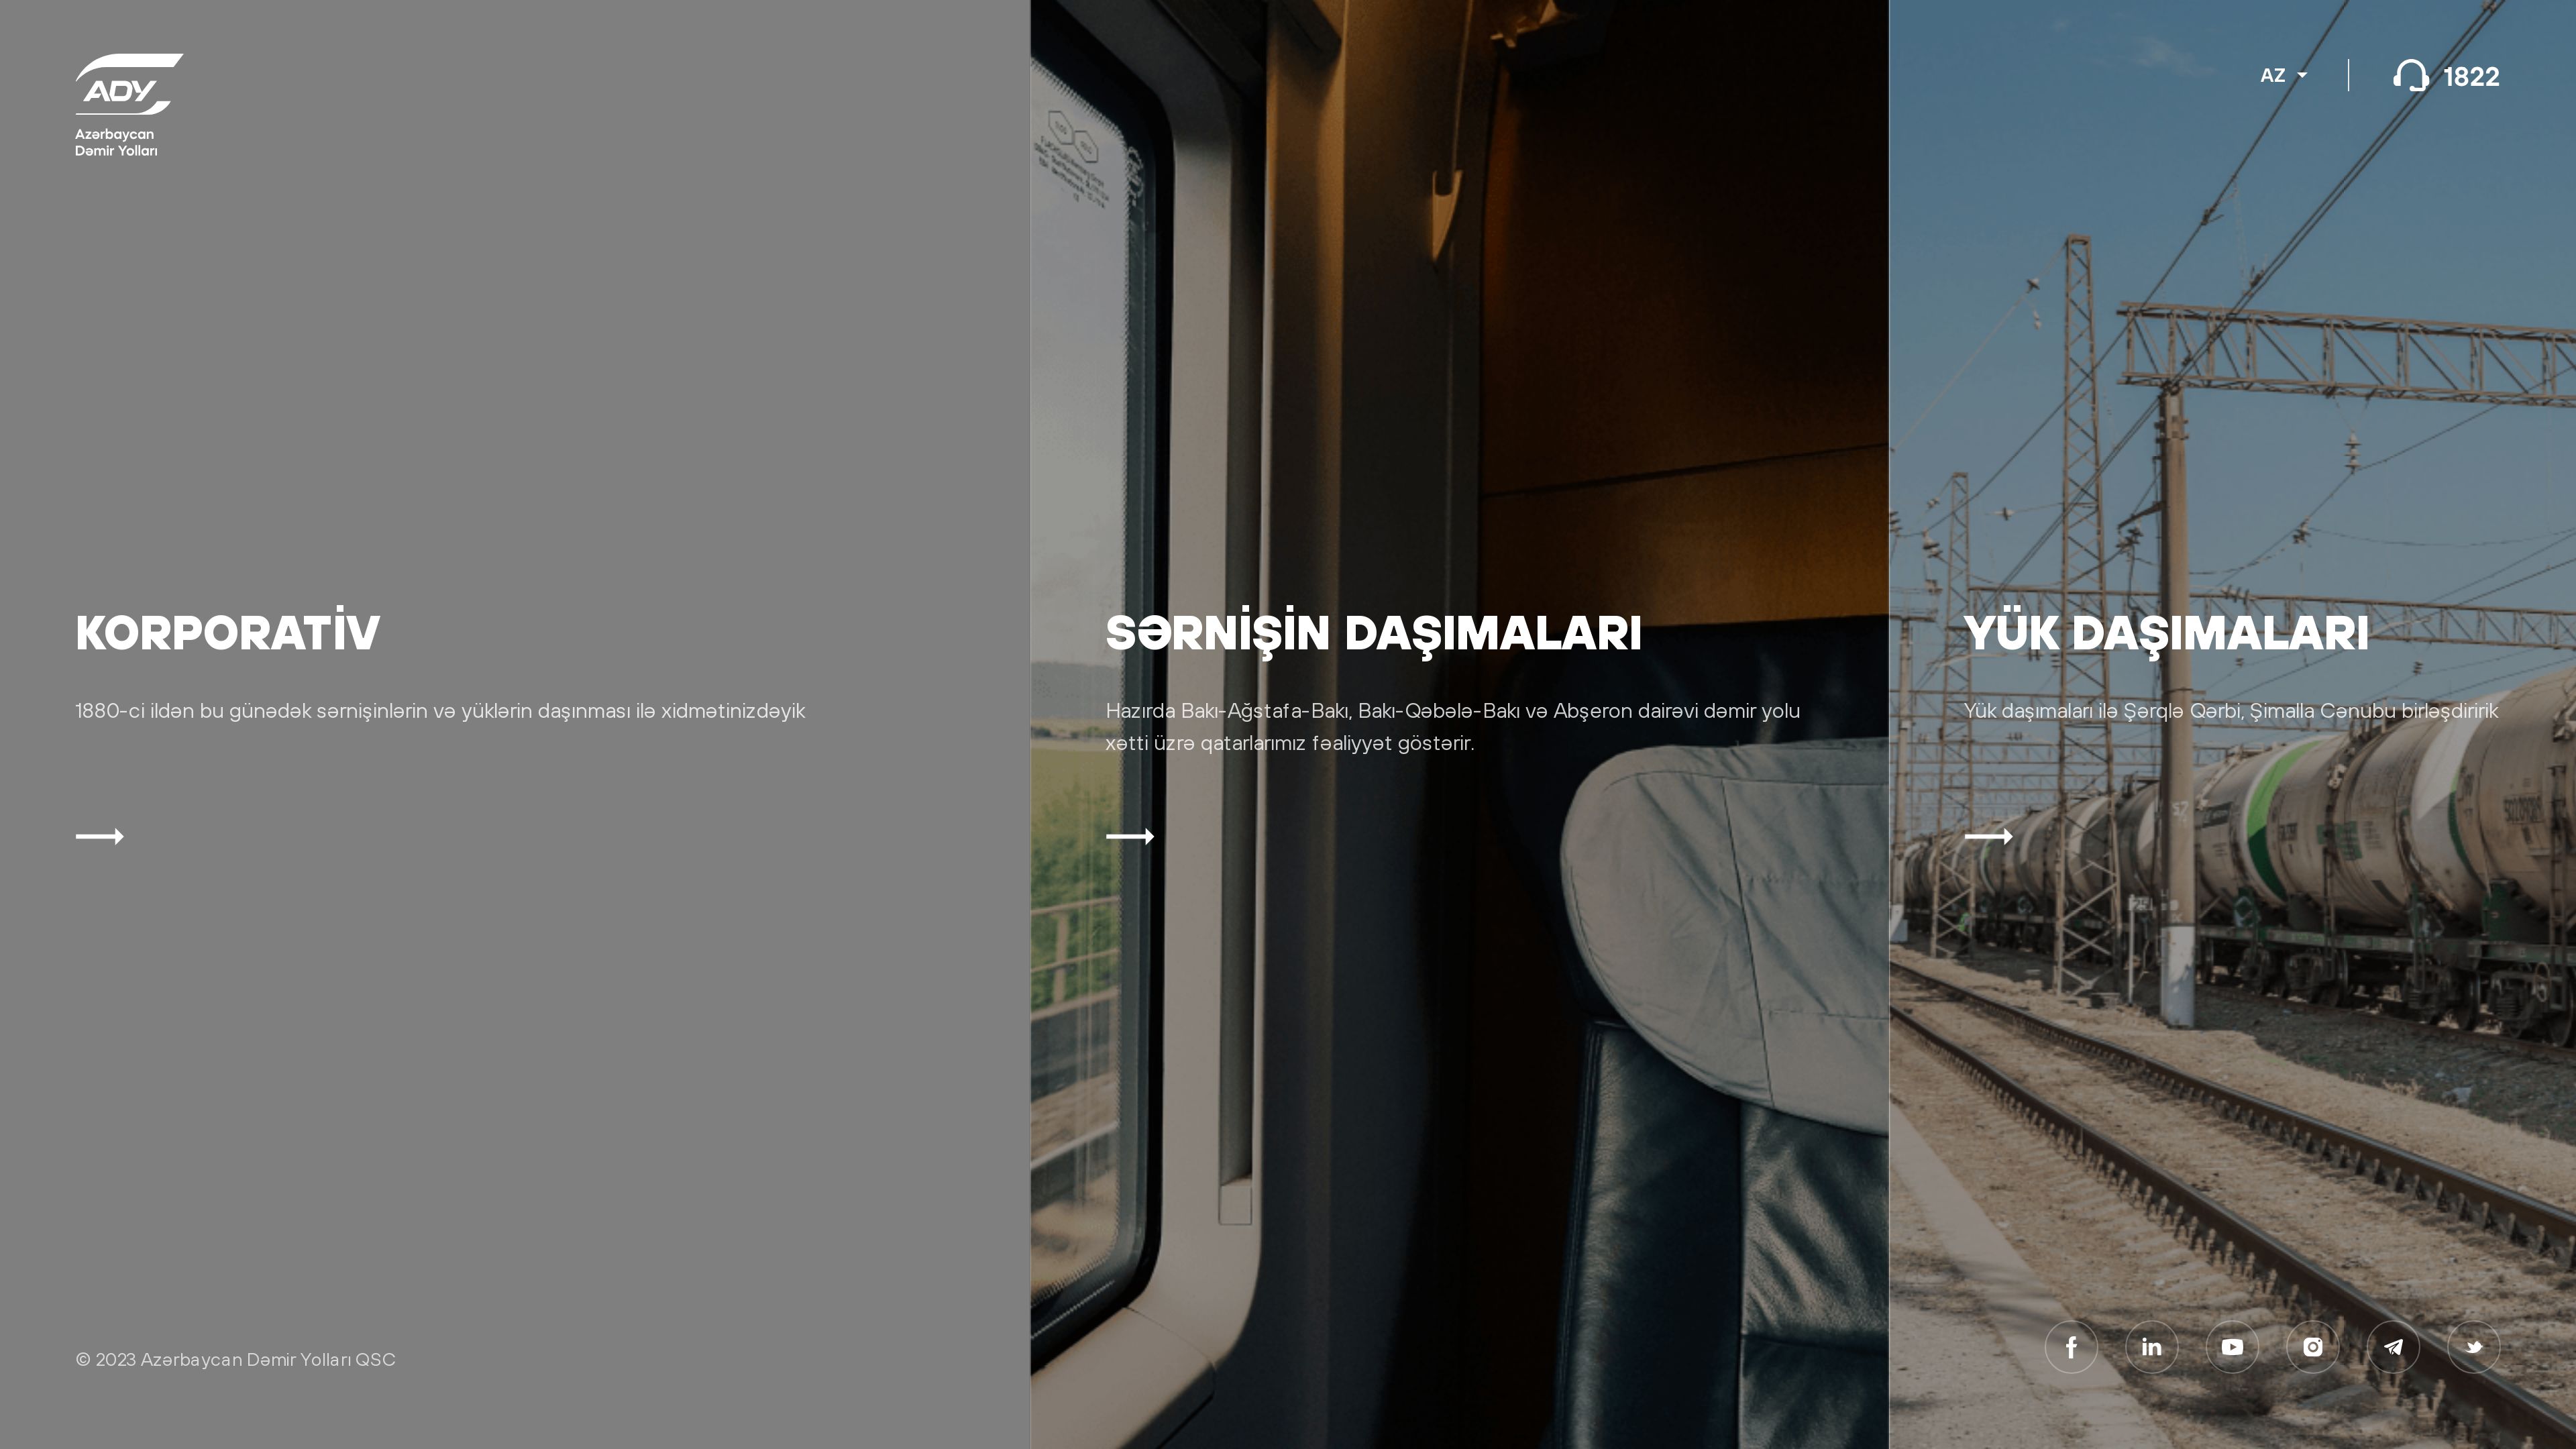 ADY
Azərbaycan
Dəmir Yolları
AZ
1822
KORPORATİV
1880-ci ildən bu günədək sərnişinlərin və yüklərin daşınması ilə xidmətinizdəyik
SƏRNİŞİN DAŞIMALARI
Hazırda Bakı-Ağstafa-Bakı, Bakı-Qəbələ-Bakı və Abşeron dairəvi dəmir yolu
xətti üzrə qatarlarımız fəaliyyət göstərir.
YÜK DAŞIMALARI
Yük daşımaları ilə Şərqlə Qərbi, Şimalla Cənubu birləşdiririk
© 2023 Azərbaycan Dəmir Yolları QSC